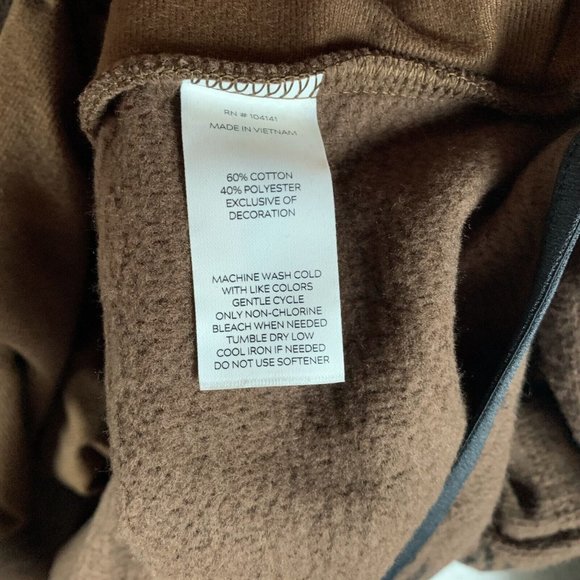 RN # 104141
MADE IN VIETNAM
60% COTTON
40% POLYESTER
EXCLUSIVE OF
DECORATION
MACHINE WASH COLD
WITH LIKE COLORS
GENTLE CYCLE
ONLY NON-CHLORINE
BLEACH WHEN NEEDED
TUMBLE DRY LOW
COOL IRON IF NEEDED
DO NOT USE SOFTENER